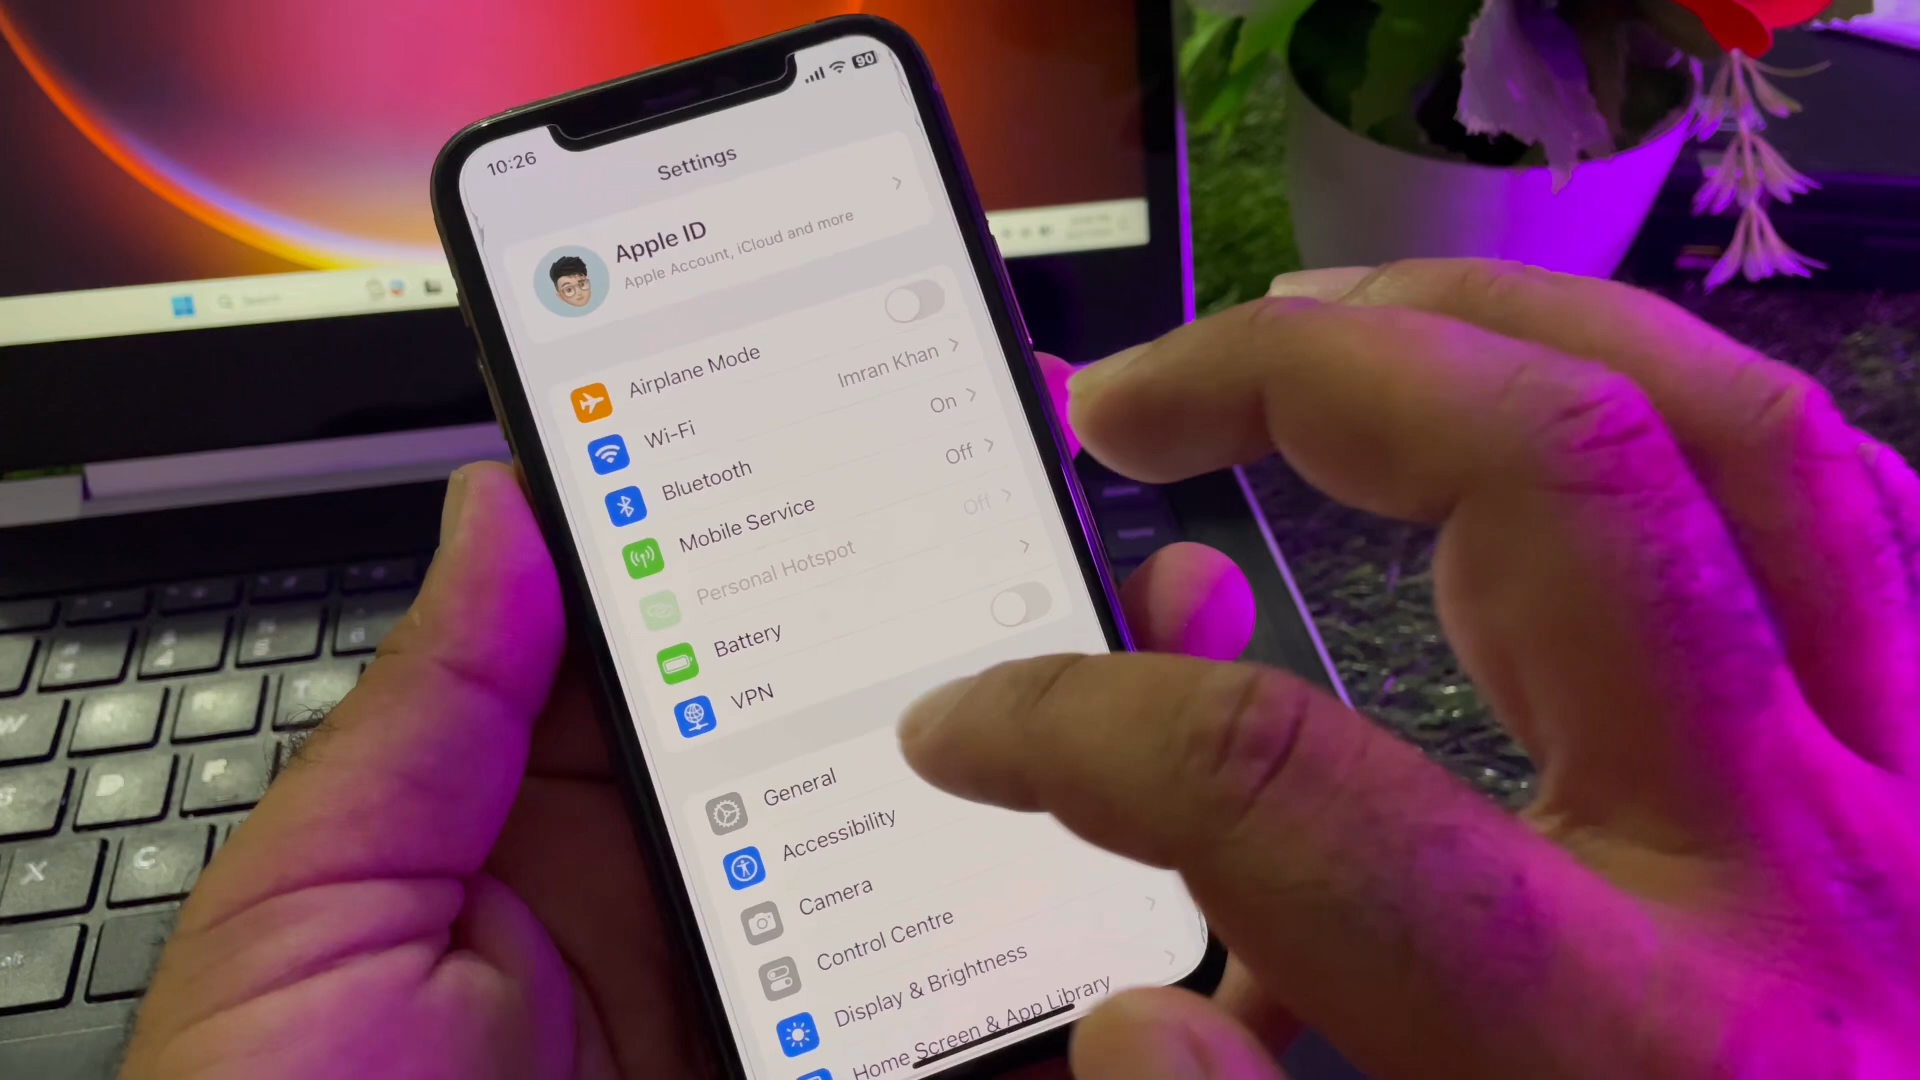 10:26
90
Settings
Apple ID
Apple Account, iCloud and more
Airplane Mode
Wi-Fi
Imran Khan
Bluetooth
On
Mobile Service
Off
Personal Hotspot
Off
Battery
VPN
General
Accessibility
Camera
Control Centre
Display & Brightness
Home Screen & App Library
Search
W
R
T
D
F
X
C